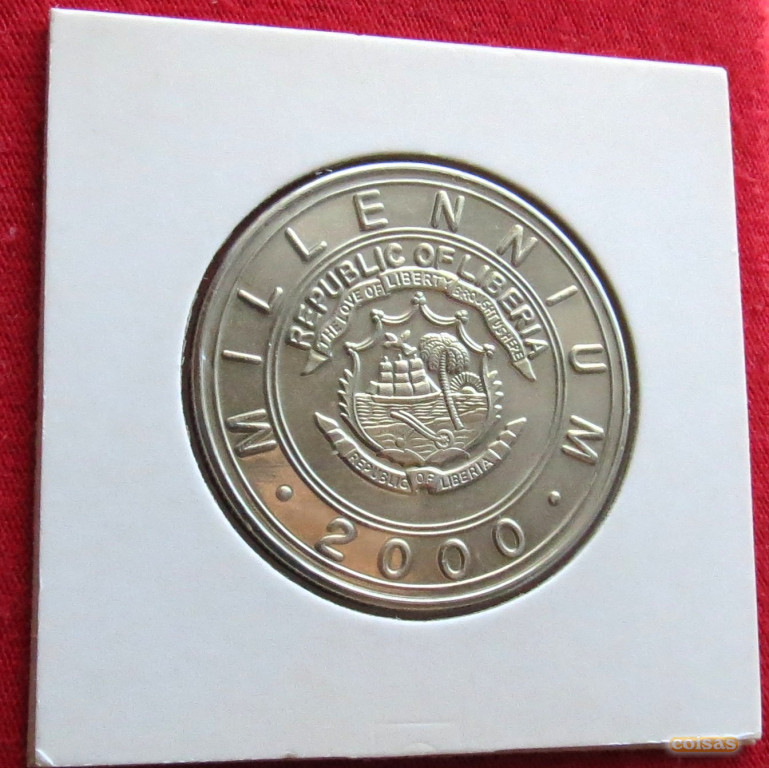 MILLENNIUM
REPUBLIC OF LIBERIA
THE LOVE OF LIBERTY BROUGHT US HERE
REPUBLIC OF LIBERIA
• 2000 •
coisas